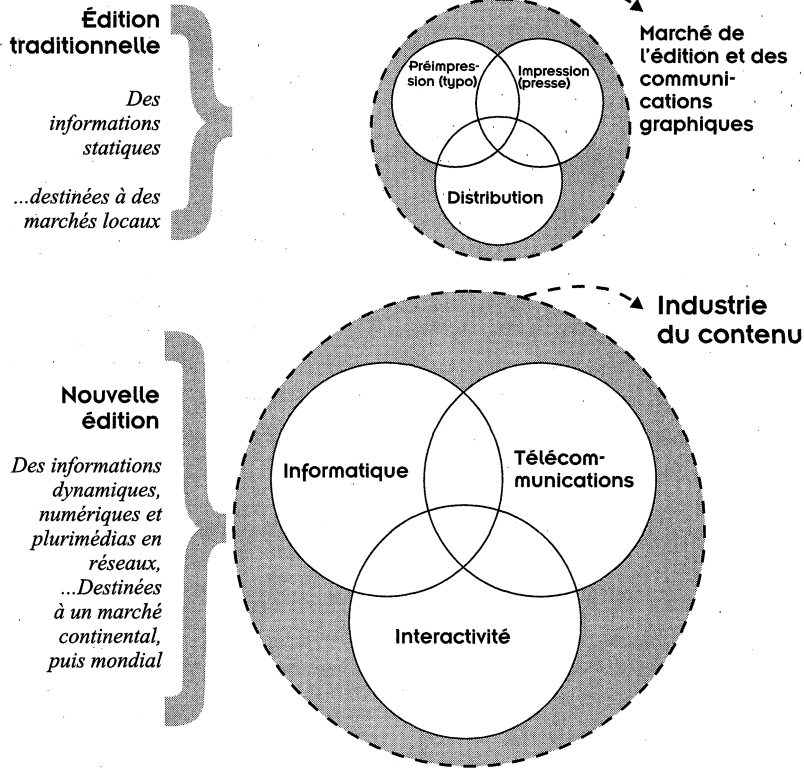 Édition
traditionnelle
Des
informations
statiques
...destinées à des
marchés locaux
Préimpres-
sion (typo)
Impression
(presse)
Distribution
Marché de
l'édition et des
communi-
cations
graphiques
Nouvelle
édition
Des informations
dynamiques,
numériques et
plurimédias en
réseaux,
...Destinées
à un marché
continental,
puis mondial
Informatique
Télécom-
munications
Interactivité
Industrie
du contenu